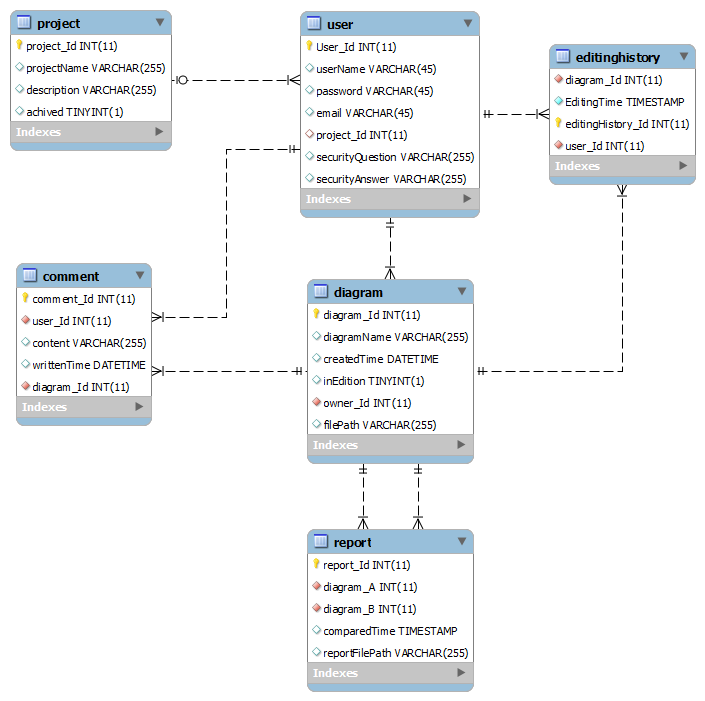 project
project_Id INT(11)
projectName VARCHAR(255)
description VARCHAR(255)
achived TINYINT(1)
Indexes
user
User_Id INT(11)
userName VARCHAR(45)
password VARCHAR(45)
email VARCHAR(45)
project_Id INT(11)
securityQuestion VARCHAR(255)
securityAnswer VARCHAR(255)
Indexes
editinghistory
diagram_Id INT(11)
EditingTime TIMESTAMP
editingHistory_Id INT(11)
user_Id INT(11)
Indexes
comment
comment_Id INT(11)
user_Id INT(11)
content VARCHAR(255)
writtenTime DATETIME
diagram_Id INT(11)
Indexes
diagram
diagram_Id INT(11)
diagramName VARCHAR(255)
createdTime DATETIME
inEdition TINYINT(1)
owner_Id INT(11)
filePath VARCHAR(255)
Indexes
report
report_Id INT(11)
diagram_A INT(11)
diagram_B INT(11)
comparedTime TIMESTAMP
reportFilePath VARCHAR(255)
Indexes